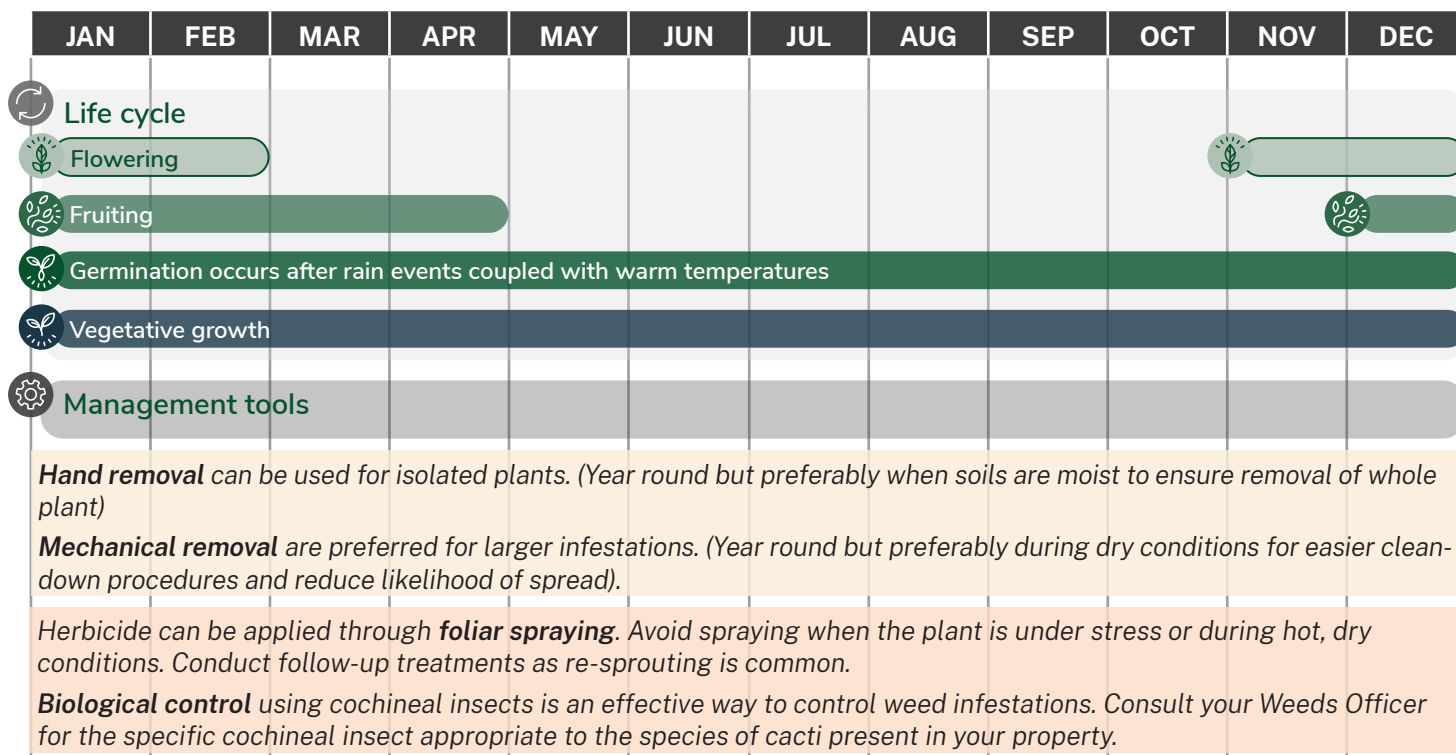 JAN FEB MAR APR MAY JUN JUL AUG SEP OCT NOV DEC
Life cycle
Flowering
Fruiting
Germination occurs after rain events coupled with warm temperatures
Vegetative growth
Management tools
Hand removal can be used for isolated plants. (Year round but preferably when soils are moist to ensure removal of whole
plant)
Mechanical removal are preferred for larger infestations. (Year round but preferably during dry conditions for easier clean-
down procedures and reduce likelihood of spread).
Herbicide can be applied through foliar spraying. Avoid spraying when the plant is under stress or during hot, dry
conditions. Conduct follow-up treatments as re-sprouting is common.
Biological control using cochineal insects is an effective way to control weed infestations. Consult your Weeds Officer
for the specific cochineal insect appropriate to the species of cacti present in your property.